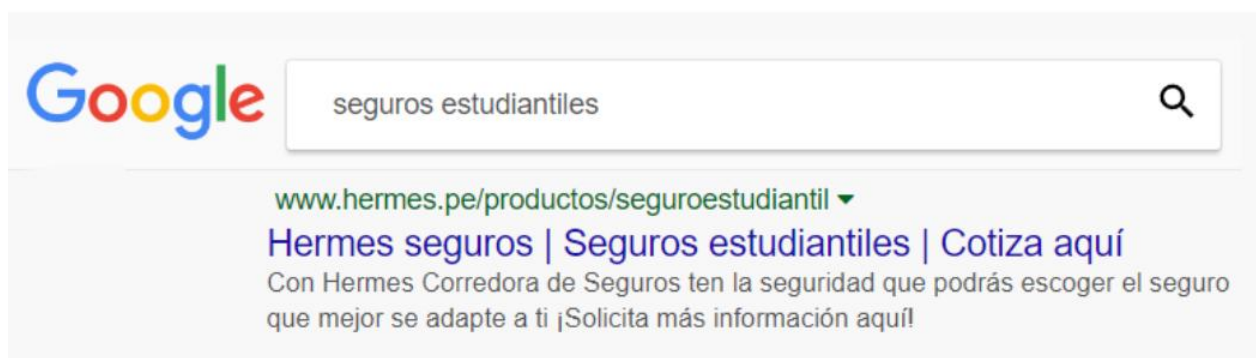 Google
seguros estudiantiles
www.hermes.pe/productos/seguroestudiantil
Hermes seguros | Seguros estudiantiles | Cotiza aquí
Con Hermes Corredora de Seguros ten la seguridad que podrás escoger el seguro
que mejor se adapte a ti ¡Solicita más información aquí!